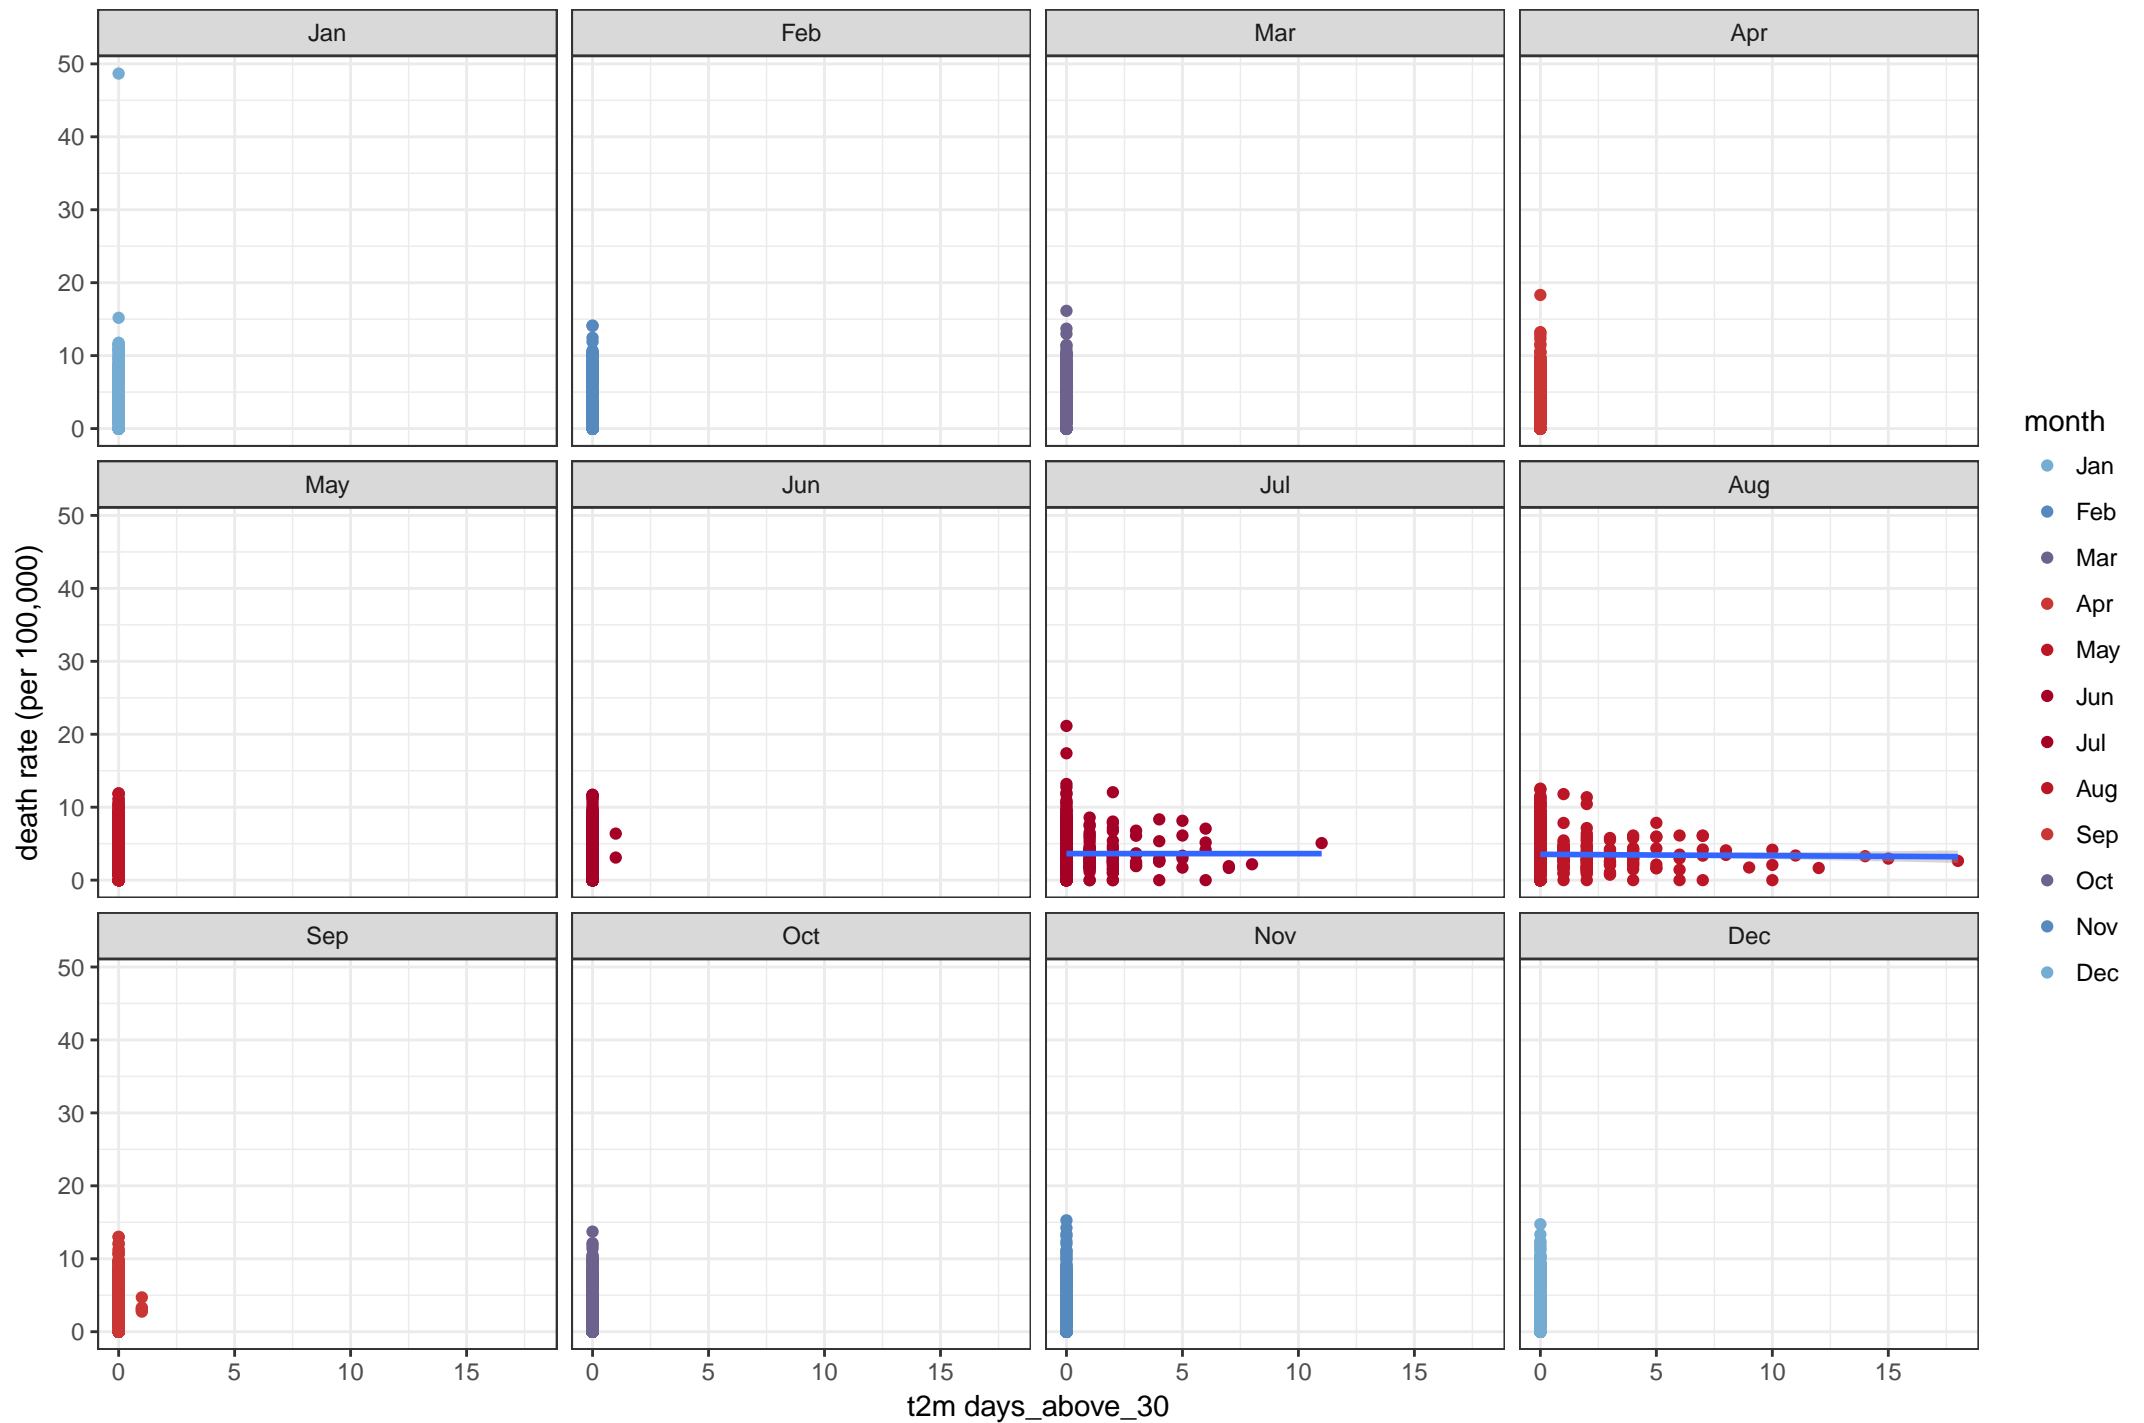 Jan Feb Mar Apr
50
40
30
20
10
0
May Jun Jul Aug
50
40
30
20
10
0
Sep Oct Nov Dec
50
40
30
20
10
0
0 5 10 15 0 5 10 15 0 5 10 15 0 5 10 15
t2m days_above_30
death rate (per 100,000)
month
Jan
Feb
Mar
Apr
May
Jun
Jul
Aug
Sep
Oct
Nov
Dec